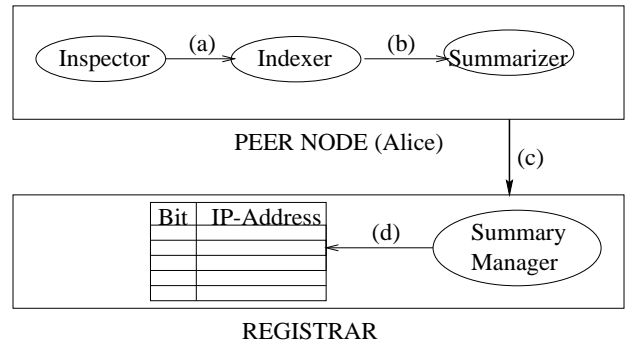 (a) (b)
Inspector Indexer Summarizer
PEER NODE (Alice)
(c)
Bit IP-Address
(d)
Summary
Manager
REGISTRAR